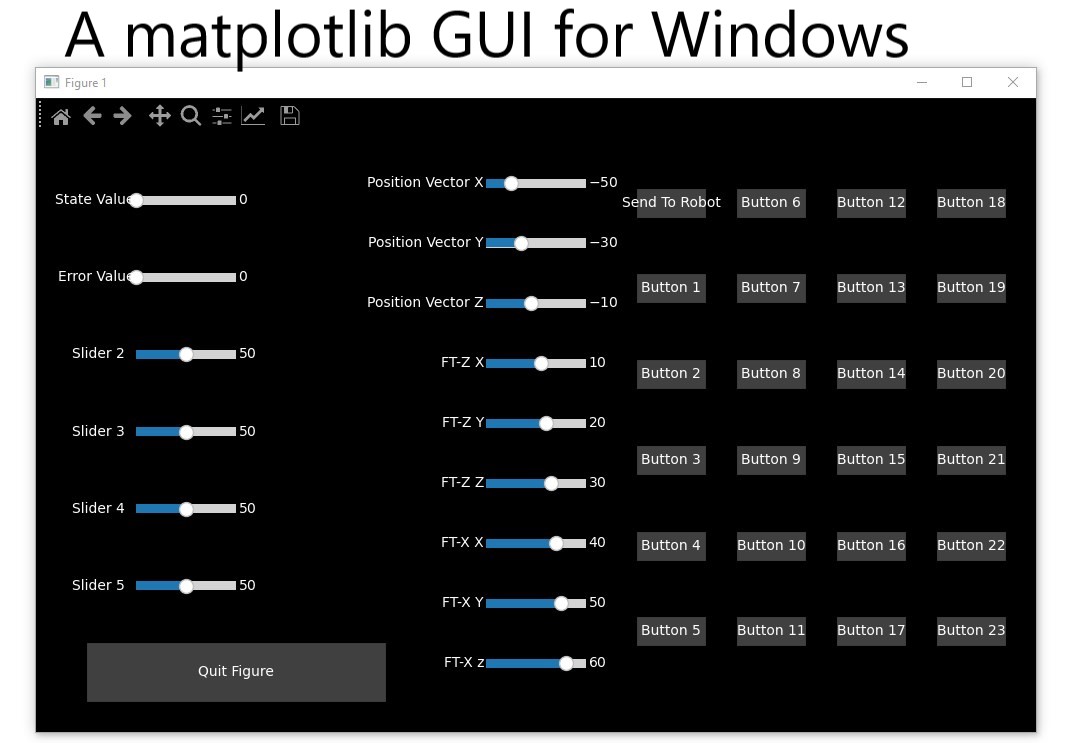 A matplotlib GUI for Windows
Figure 1
State Value 0
Error Value 0
Slider 2 50
Slider 3 50
Slider 4 50
Slider 5 50
Quit Figure
Position Vector X −50
Position Vector Y −30
Position Vector Z −10
FT-Z X 10
FT-Z Y 20
FT-Z Z 30
FT-X X 40
FT-X Y 50
FT-X z 60
Send To Robot Button 6 Button 12 Button 18
Button 1 Button 7 Button 13 Button 19
Button 2 Button 8 Button 14 Button 20
Button 3 Button 9 Button 15 Button 21
Button 4 Button 10 Button 16 Button 22
Button 5 Button 11 Button 17 Button 23